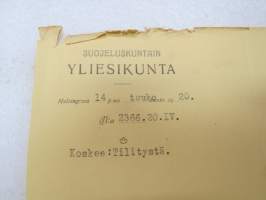 SUOJELUSKUNTAIN
YLIESIKUNTA
Helsingissä 14 p:nä touko kuuta 19 20.
N:o 2366.20.IV.
Koskee:Tilitystä.